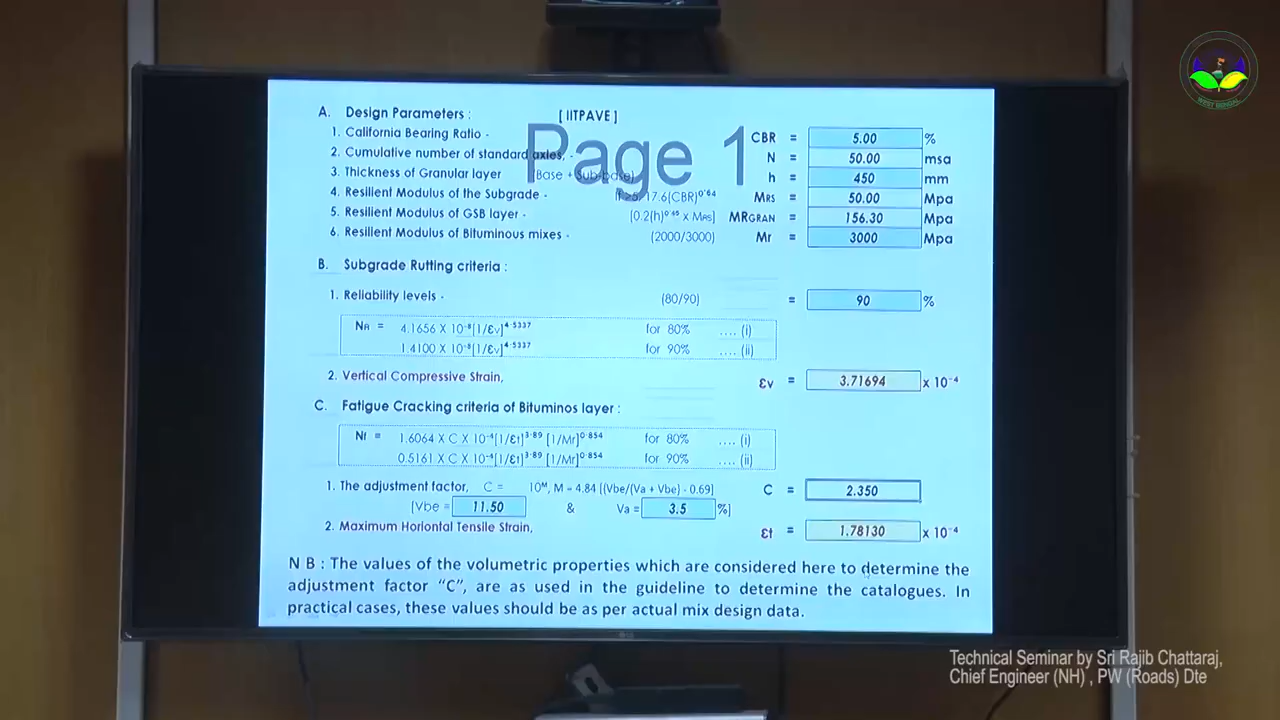 A. Design Parameters : [ IITPAVE ]
Page 1
1. California Bearing Ratio - CBR = 5.00 %
2. Cumulative number of standard axles, - N = 50.00 msa
3. Thickness of Granular layer (Base + Sub-base) h = 450 mm
4. Resilient Modulus of the Subgrade - 17.6(CBR)⁰·⁶⁴ MRS = 50.00 Mpa
5. Resilient Modulus of GSB layer - [0.2(h)⁰·⁴⁵ X MRS] MRGRAN = 156.30 Mpa
6. Resilient Modulus of Bituminous mixes - (2000/3000) Mr = 3000 Mpa
B. Subgrade Rutting criteria :
1. Reliability levels - (80/90) = 90 %
NR = 4.1656 X 10⁻⁸[1/εv]⁴·⁵³³⁷ for 80% .... (i)
1.4100 X 10⁻⁸[1/εv]⁴·⁵³³⁷ for 90% .... (ii)
2. Vertical Compressive Strain, εv = 3.71694 x 10⁻⁴
C. Fatigue Cracking criteria of Bituminos layer :
Nf = 1.6064 X C X 10⁻⁴[1/εt]³·⁸⁹ [1/Mr]⁰·⁸⁵⁴ for 80% .... (i)
0.5161 X C X 10⁻⁴[1/εt]³·⁸⁹ [1/Mr]⁰·⁸⁵⁴ for 90% .... (ii)
1. The adjustment factor, C = 10ᴹ, M = 4.84 [(Vbe/(Va + Vbe) - 0.69] C = 2.350
[Vbe = 11.50 & Va = 3.5 %]
2. Maximum Horiontal Tensile Strain, εt = 1.78130 x 10⁻⁴
N B : The values of the volumetric properties which are considered here to determine the
adjustment factor “C”, are as used in the guideline to determine the catalogues. In
practical cases, these values should be as per actual mix design data.
LG
WEST BENGAL
Technical Seminar by Sri Rajib Chattaraj,
Chief Engineer (NH) , PW (Roads) Dte